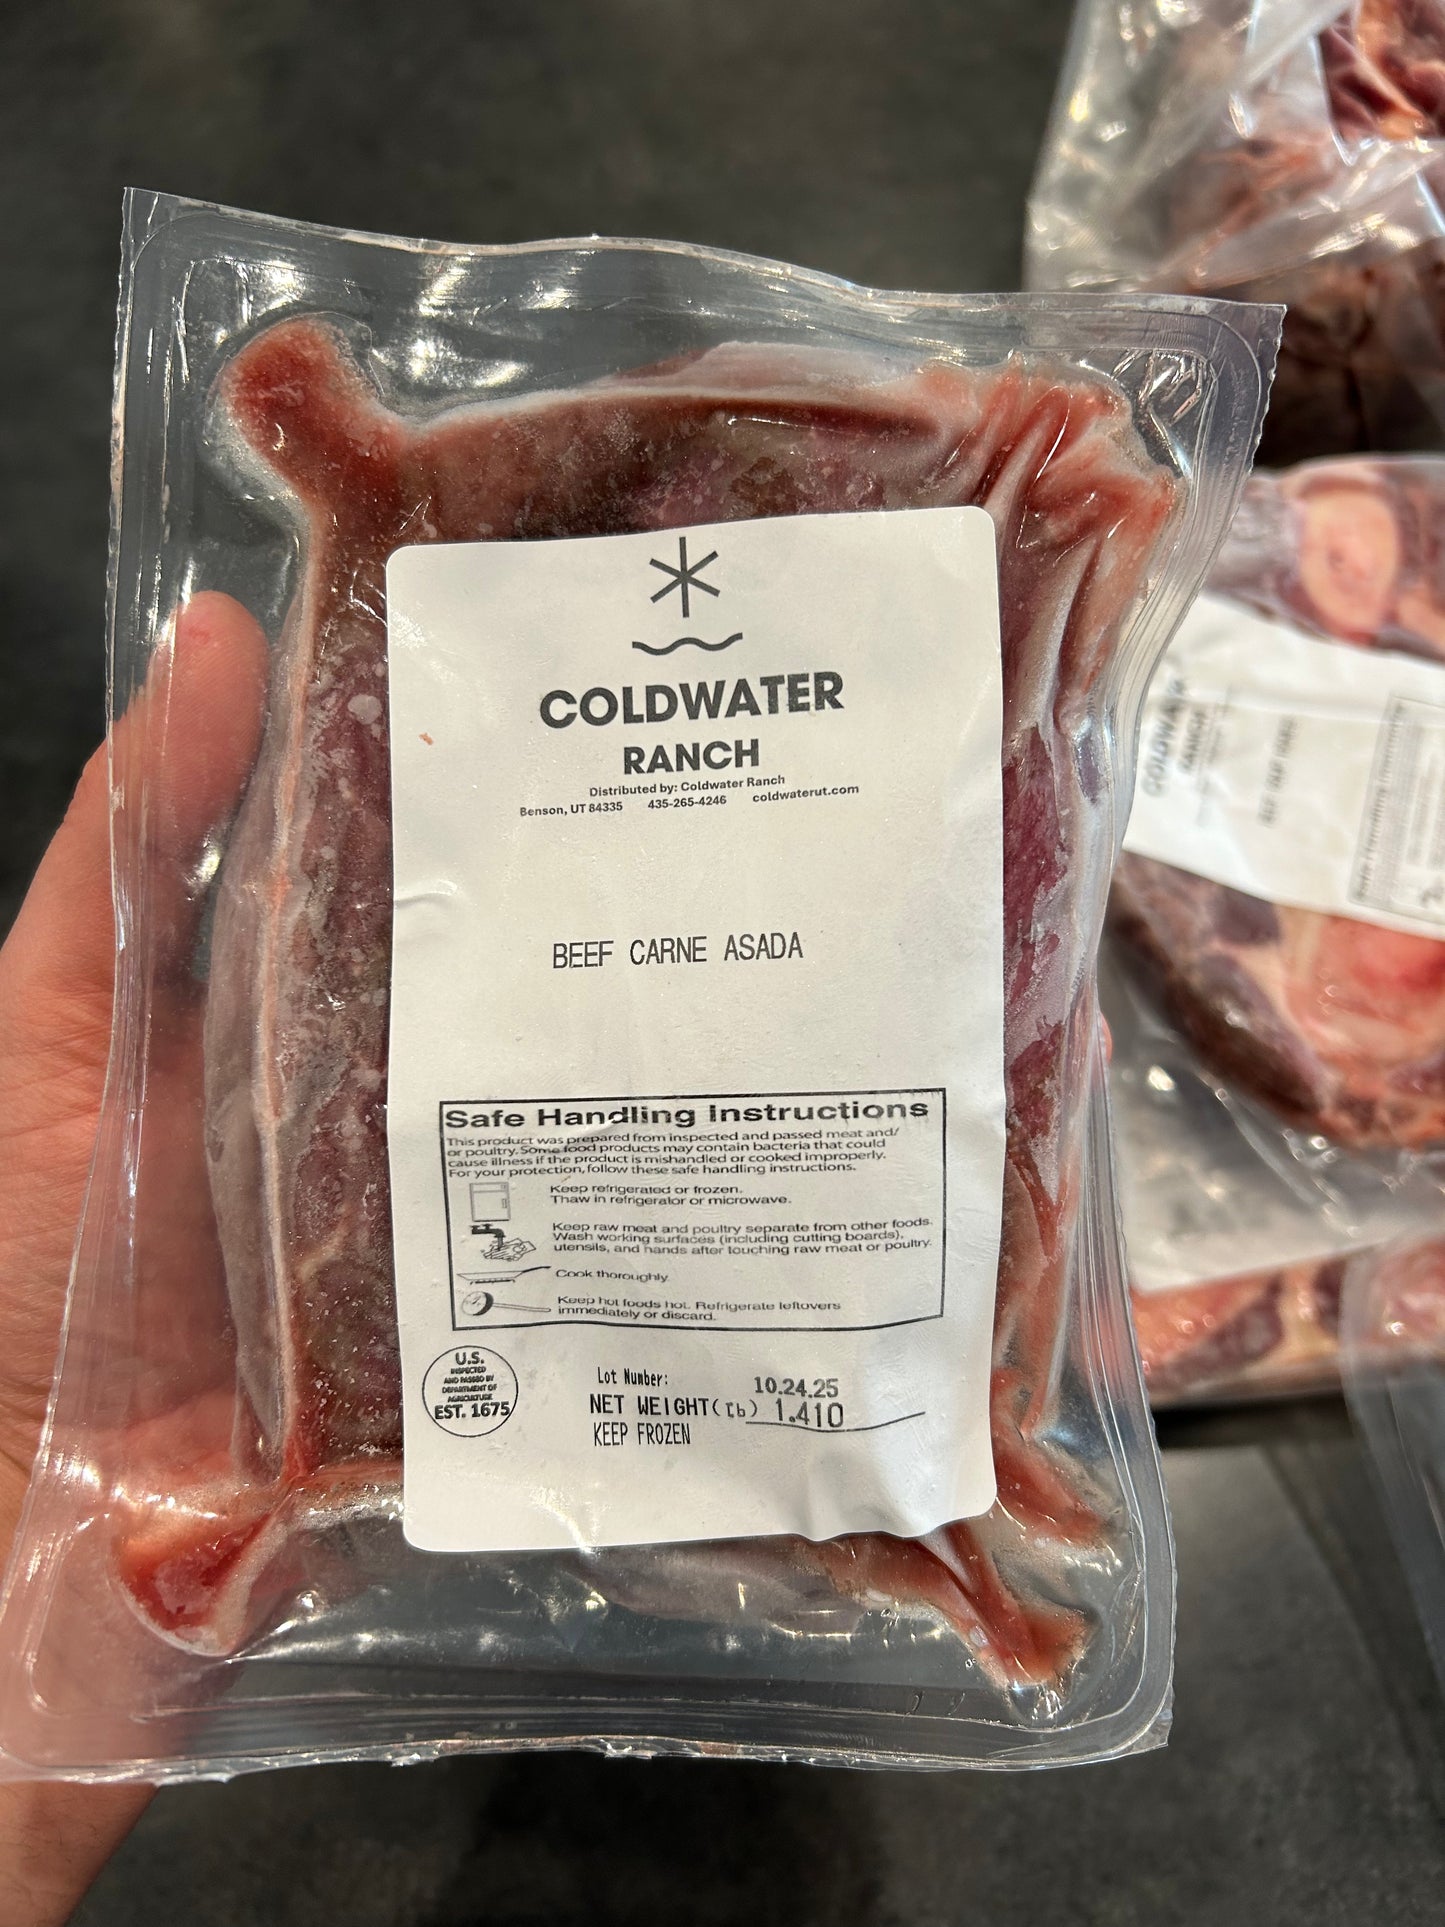 COLDWATER
RANCH
Distributed by: Coldwater Ranch
Benson, UT 84335 435-265-4246 coldwaterut.com
BEEF CARNE ASADA
Safe Handling Instructions
This product was prepared from inspected and passed meat and/
or poultry. Some food products may contain bacteria that could
cause illness if the product is mishandled or cooked improperly.
For your protection, follow these safe handling instructions.
Keep refrigerated or frozen.
Thaw in refrigerator or microwave.
Keep raw meat and poultry separate from other foods.
Wash working surfaces (including cutting boards),
utensils, and hands after touching raw meat or poultry.
Cook thoroughly.
Keep hot foods hot. Refrigerate leftovers
immediately or discard.
U.S.
INSPECTED
AND PASSED BY
DEPARTMENT OF
AGRICULTURE
EST. 1675
Lot Number: 10.24.25
NET WEIGHT(lb) 1.410
KEEP FROZEN
COLDWATER
RANCH
Safe Handling